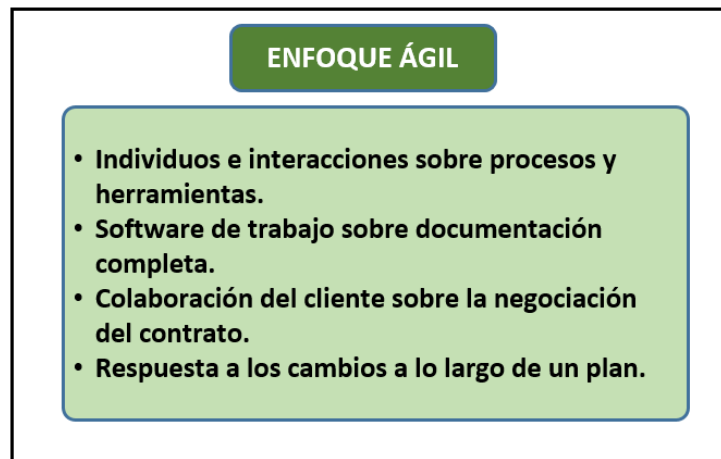 ENFOQUE ÁGIL
• Individuos e interacciones sobre procesos y
herramientas.
• Software de trabajo sobre documentación
completa.
• Colaboración del cliente sobre la negociación
del contrato.
• Respuesta a los cambios a lo largo de un plan.